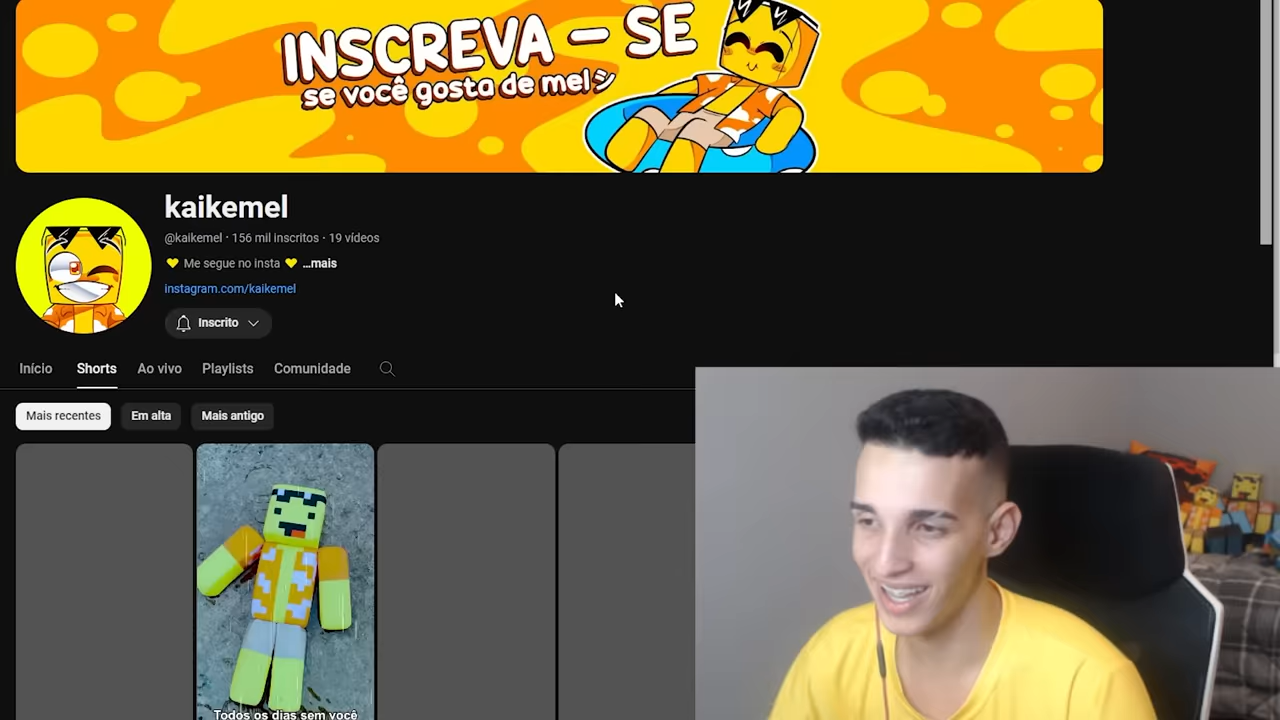 INSCREVA – SE
se você gosta de mel
kaikemel
@kaikemel · 156 mil inscritos · 19 vídeos
💛 Me segue no insta 💛 ...mais
instagram.com/kaikemel
Inscrito
Início Shorts Ao vivo Playlists Comunidade
Mais recentes Em alta Mais antigo
Todos os dias sem você